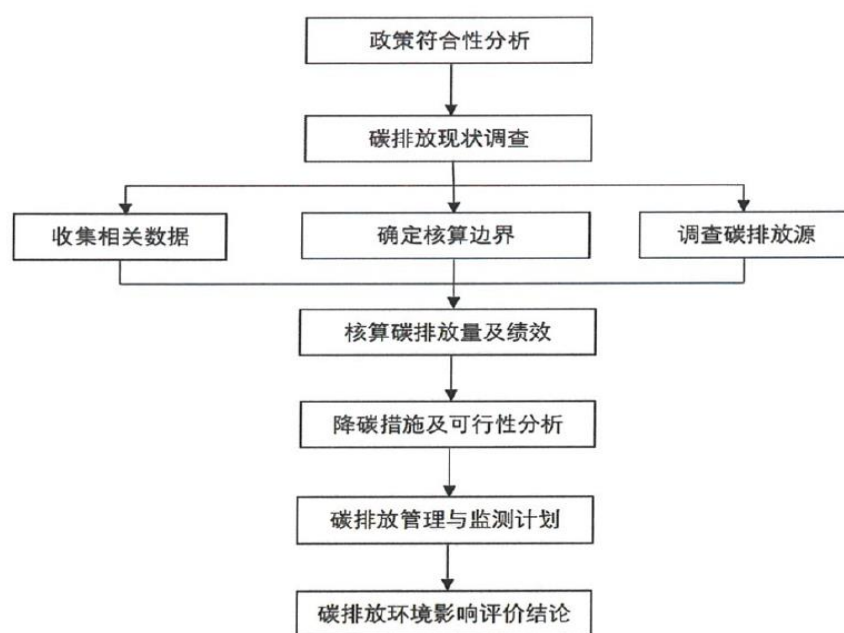 政策符合性分析
碳排放现状调查
收集相关数据
确定核算边界
调查碳排放源
核算碳排放量及绩效
降碳措施及可行性分析
碳排放管理与监测计划
碳排放环境影响评价结论